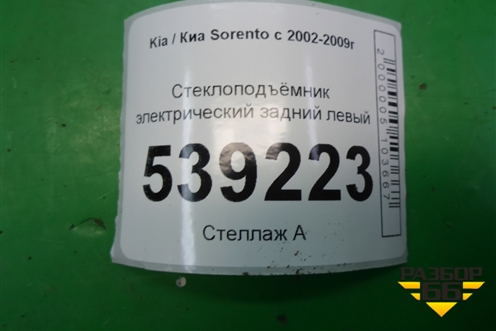 Kia / Киа Sorento с 2002-2009г
Стеклоподъёмник
электрический задний левый
539223
Стеллаж А
2000005103667
РАЗБОР
66